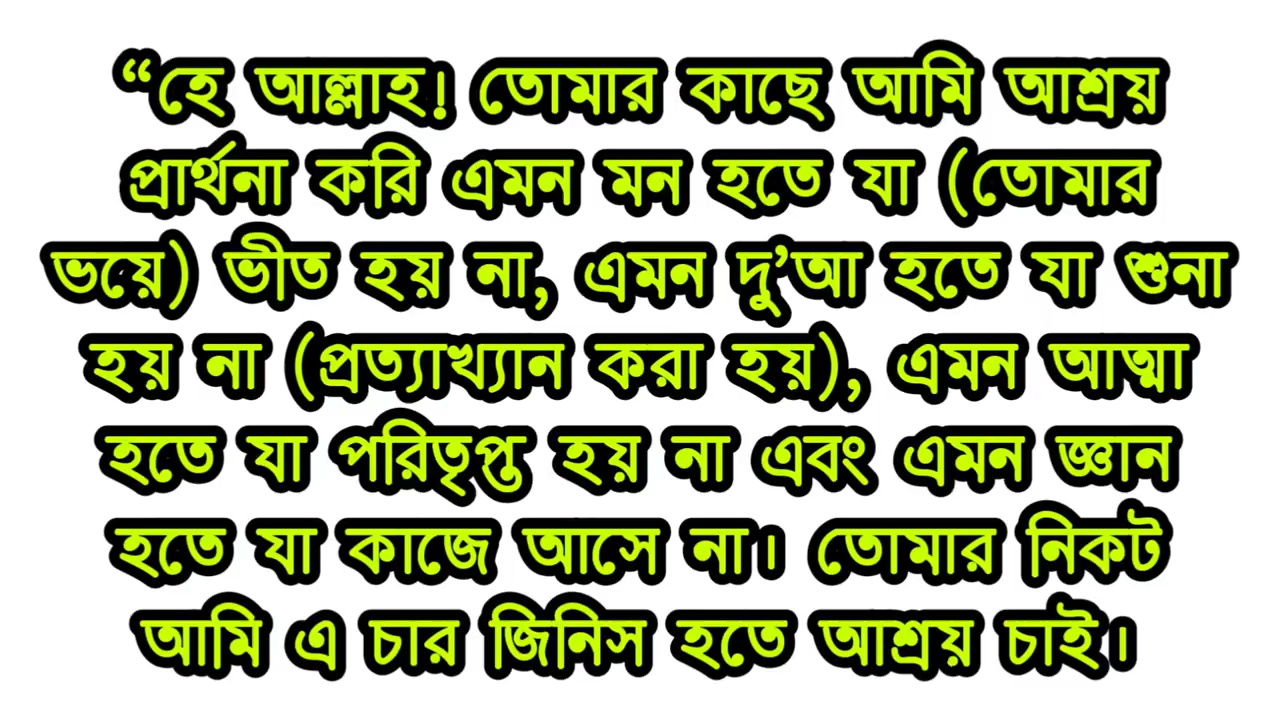 “হে আল্লাহ! তোমার কাছে আমি আশ্রয়
প্রার্থনা করি এমন মন হতে যা (তোমার
ভয়ে) ভীত হয় না, এমন দু’আ হতে যা শুনা
হয় না (প্রত্যাখ্যান করা হয়), এমন আত্মা
হতে যা পরিতৃপ্ত হয় না এবং এমন জ্ঞান
হতে যা কাজে আসে না। তোমার নিকট
আমি এ চার জিনিস হতে আশ্রয় চাই।